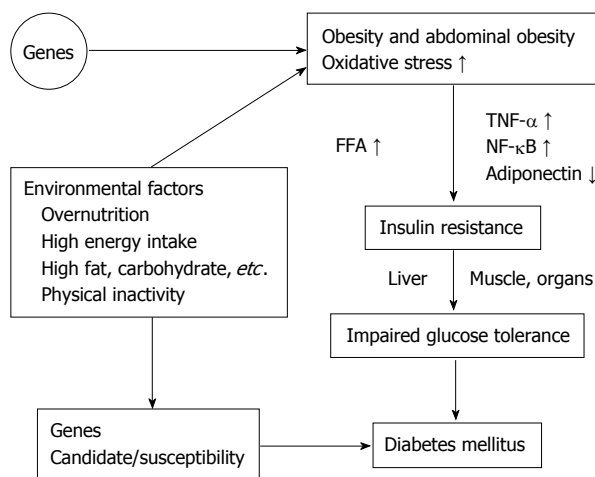 Genes
Obesity and abdominal obesity
Oxidative stress ↑
FFA ↑
TNF-α ↑
NF-κB ↑
Adiponectin ↓
Environmental factors
Overnutrition
High energy intake
High fat, carbohydrate, etc.
Physical inactivity
Insulin resistance
Liver
Muscle, organs
Impaired glucose tolerance
Genes
Candidate/susceptibility
Diabetes mellitus